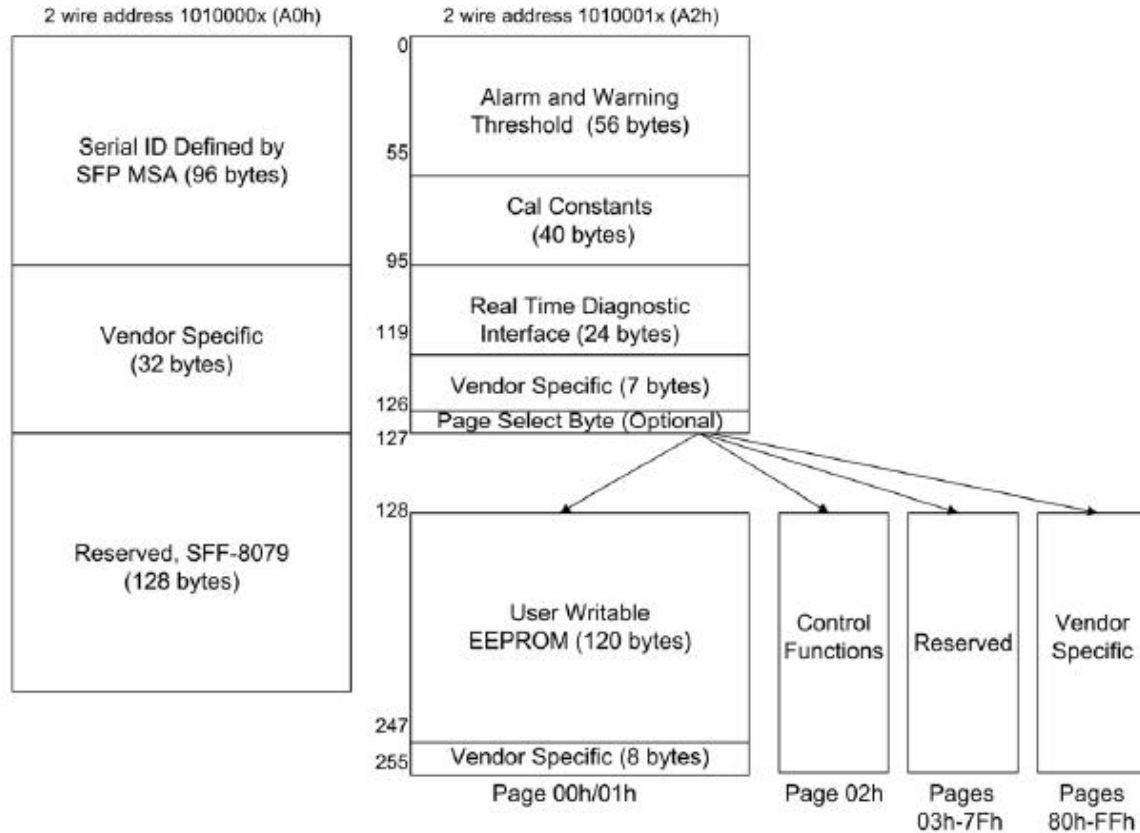 2 wire address 1010000x (A0h)
Serial ID Defined by
SFP MSA (96 bytes)
Vendor Specific
(32 bytes)
Reserved, SFF-8079
(128 bytes)
2 wire address 1010001x (A2h)
0
Alarm and Warning
Threshold (56 bytes)
55
Cal Constants
(40 bytes)
95
Real Time Diagnostic
Interface (24 bytes)
119
Vendor Specific (7 bytes)
126
Page Select Byte (Optional)
127
128
User Writable
EEPROM (120 bytes)
247
Vendor Specific (8 bytes)
255
Page 00h/01h
Control
Functions
Page 02h
Reserved
Pages
03h-7Fh
Vendor
Specific
Pages
80h-FFh